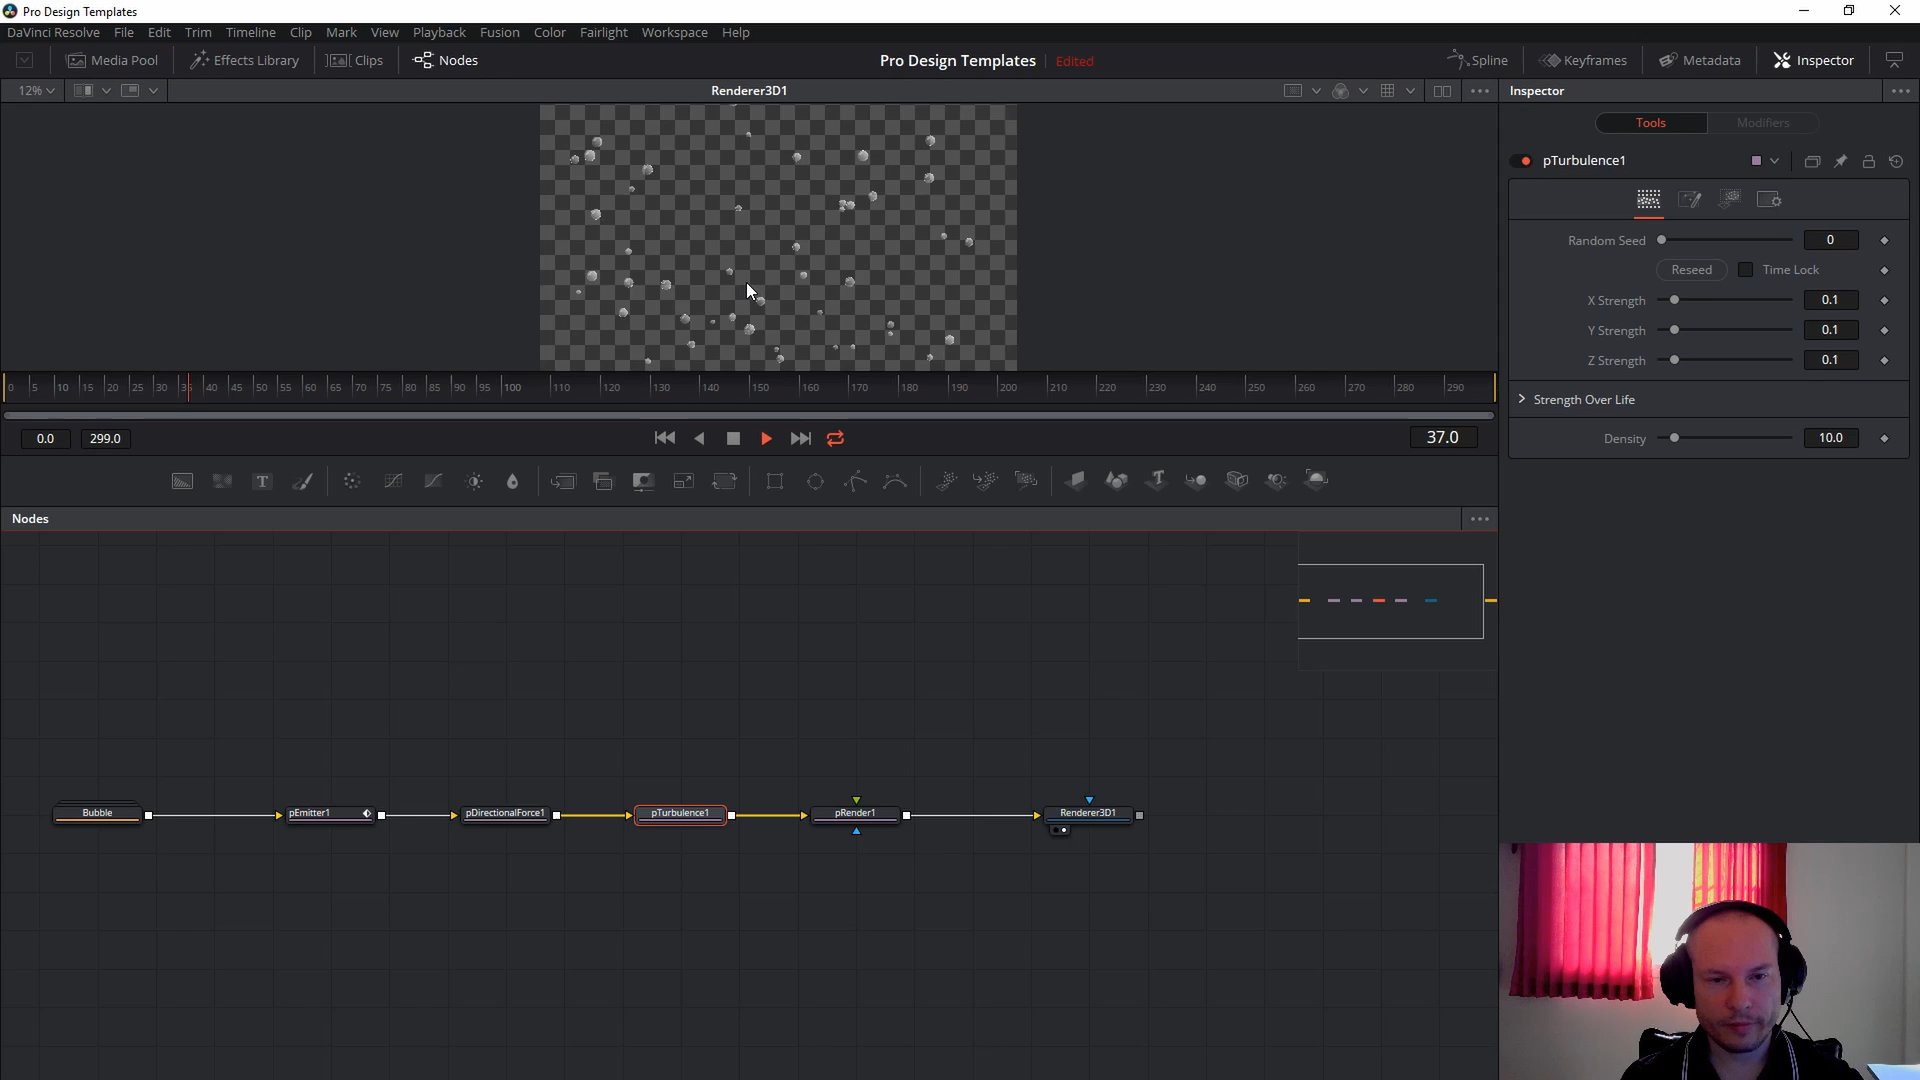 Pro Design Templates
DaVinci Resolve File Edit Trim Timeline Clip Mark View Playback Fusion Color Fairlight Workspace Help
Media Pool Effects Library Clips Nodes Pro Design Templates Edited Spline Keyframes Metadata Inspector
12% Renderer3D1 Inspector
Tools Modifiers
pTurbulence1
Random Seed 0
Reseed Time Lock
X Strength 0.1
Y Strength 0.1
Z Strength 0.1
Strength Over Life
Density 10.0
0 5 10 15 20 25 30 35 40 45 50 55 60 65 70 75 80 85 90 95 100 110 120 130 140 150 160 170 180 190 200 210 220 230 240 250 260 270 280 290
0.0 299.0 37.0
T T
Nodes
Bubble pEmitter1 pDirectionalForce1 pTurbulence1 pRender1 Renderer3D1